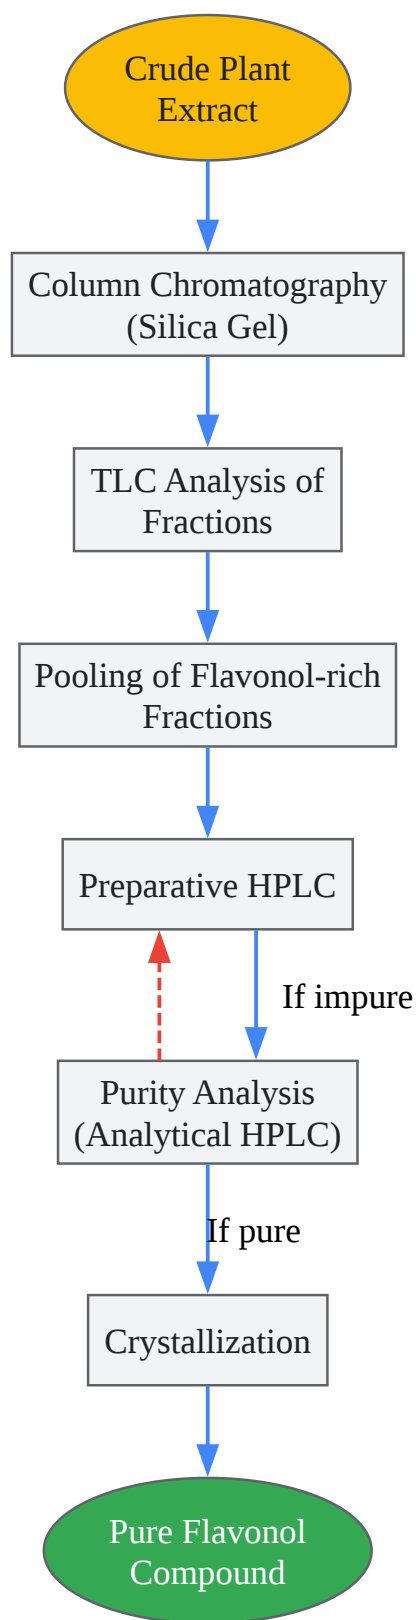 Crude Plant
Extract
Column Chromatography
(Silica Gel)
TLC Analysis of
Fractions
Pooling of Flavonol-rich
Fractions
Preparative HPLC
If impure
Purity Analysis
(Analytical HPLC)
If pure
Crystallization
Pure Flavonol
Compound